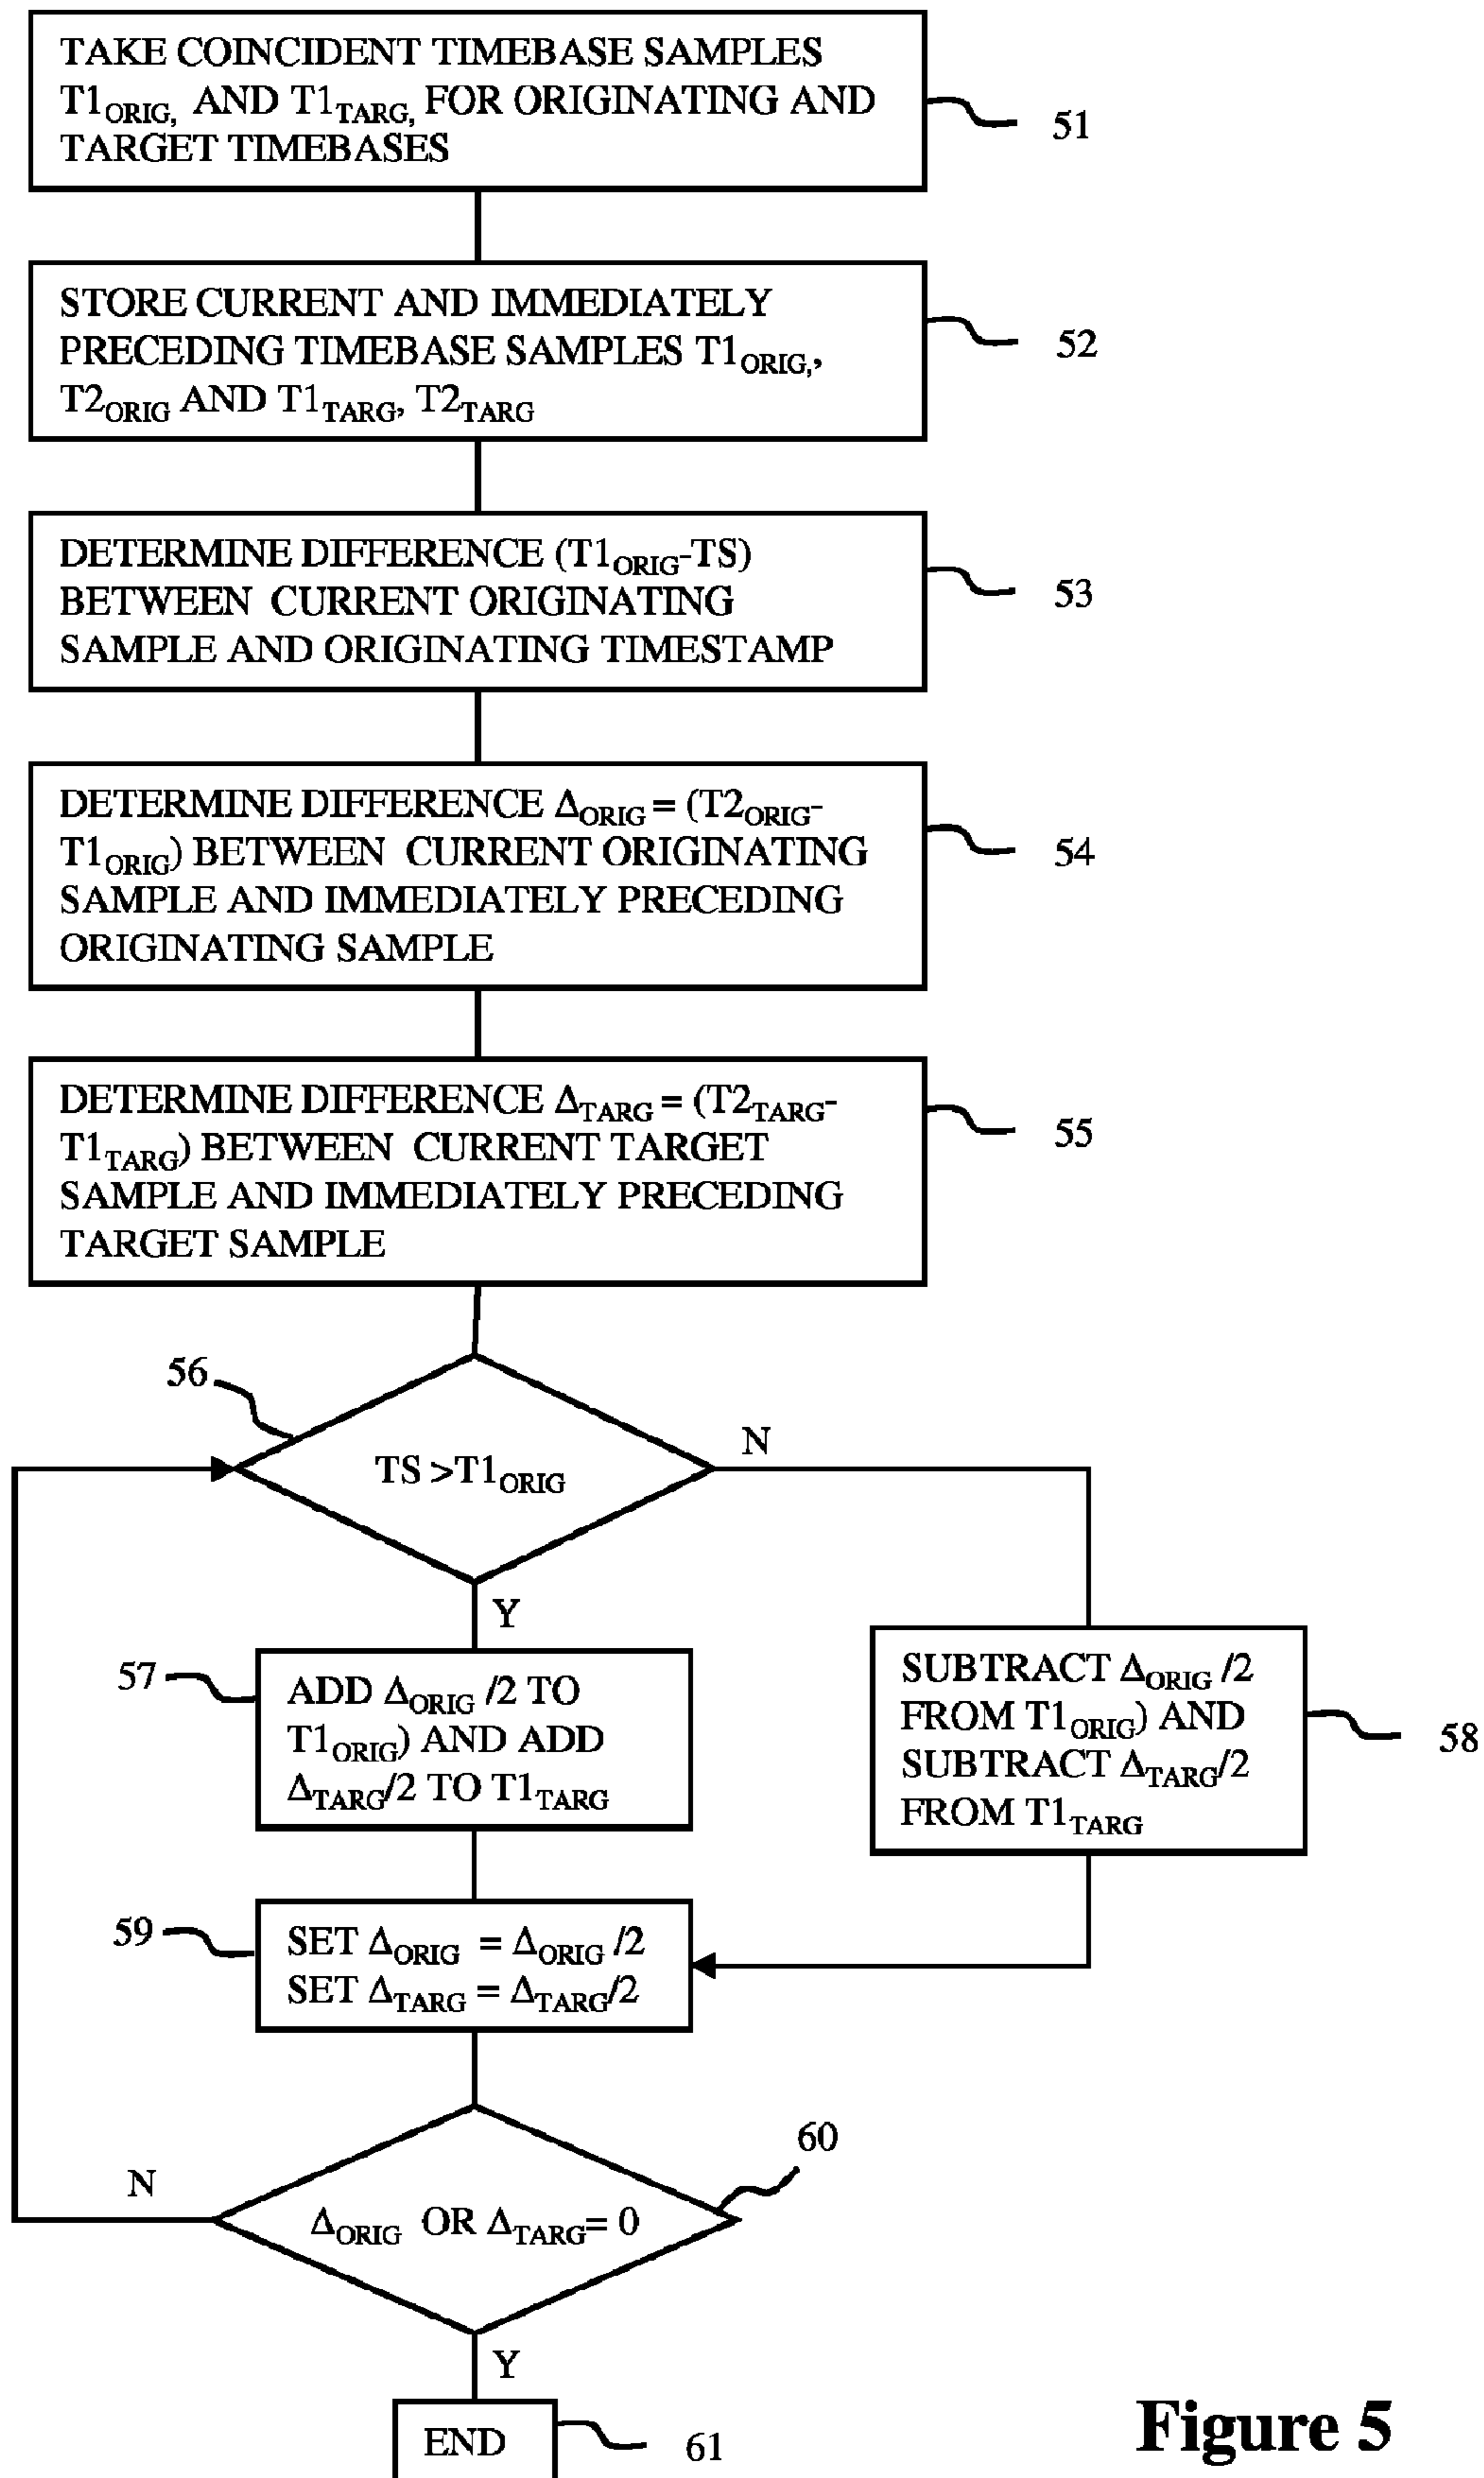 TAKE COINCIDENT TIMEBASE SAMPLES
T1ORIG, AND T1TARG, FOR ORIGINATING AND
TARGET TIMEBASES
51
STORE CURRENT AND IMMEDIATELY
PRECEDING TIMEBASE SAMPLES T1ORIG,,
T2ORIG AND T1TARG, T2TARG
52
DETERMINE DIFFERENCE (T1ORIG-TS)
BETWEEN CURRENT ORIGINATING
SAMPLE AND ORIGINATING TIMESTAMP
53
DETERMINE DIFFERENCE ΔORIG = (T2ORIG-
T1ORIG) BETWEEN CURRENT ORIGINATING
SAMPLE AND IMMEDIATELY PRECEDING
ORIGINATING SAMPLE
54
DETERMINE DIFFERENCE ΔTARG = (T2TARG-
T1TARG) BETWEEN CURRENT TARGET
SAMPLE AND IMMEDIATELY PRECEDING
TARGET SAMPLE
55
56
TS >T1ORIG
N
Y
57
ADD ΔORIG /2 TO
T1ORIG) AND ADD
ΔTARG/2 TO T1TARG
SUBTRACT ΔORIG /2
FROM T1ORIG) AND
SUBTRACT ΔTARG/2
FROM T1TARG
58
59
SET ΔORIG = ΔORIG /2
SET ΔTARG = ΔTARG/2
60
N
ΔORIG OR ΔTARG= 0
Y
END
61
Figure 5